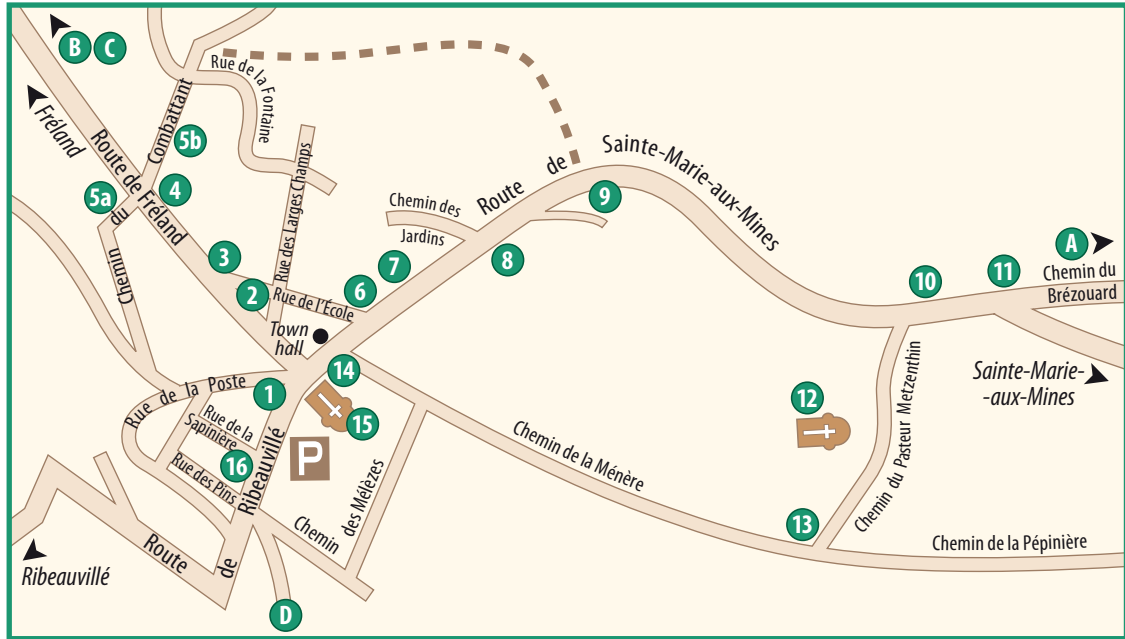 B
C
Fréland
Route de Fréland
Combattant
du
Chemin
5a
5b
4
Rue de la
Fontaine
Rue des Larges Champs
3
2
Rue de l'École
6
7
Chemin des
Jardins
Route de Sainte-Marie-aux-Mines
8
9
10
11
A
Chemin du
Brézouard
Sainte-Marie-
-aux-Mines
Town
hall
1
14
15
Rue de la Poste
Rue de la
Sapinière
16
Rue des Pins
P
Route de Ribeauvillé
Ribeauvillé
D
Chemin
des Mélèzes
Chemin de la Ménère
12
13
Chemin du Pasteur Metzenthin
Chemin de la Pépinière